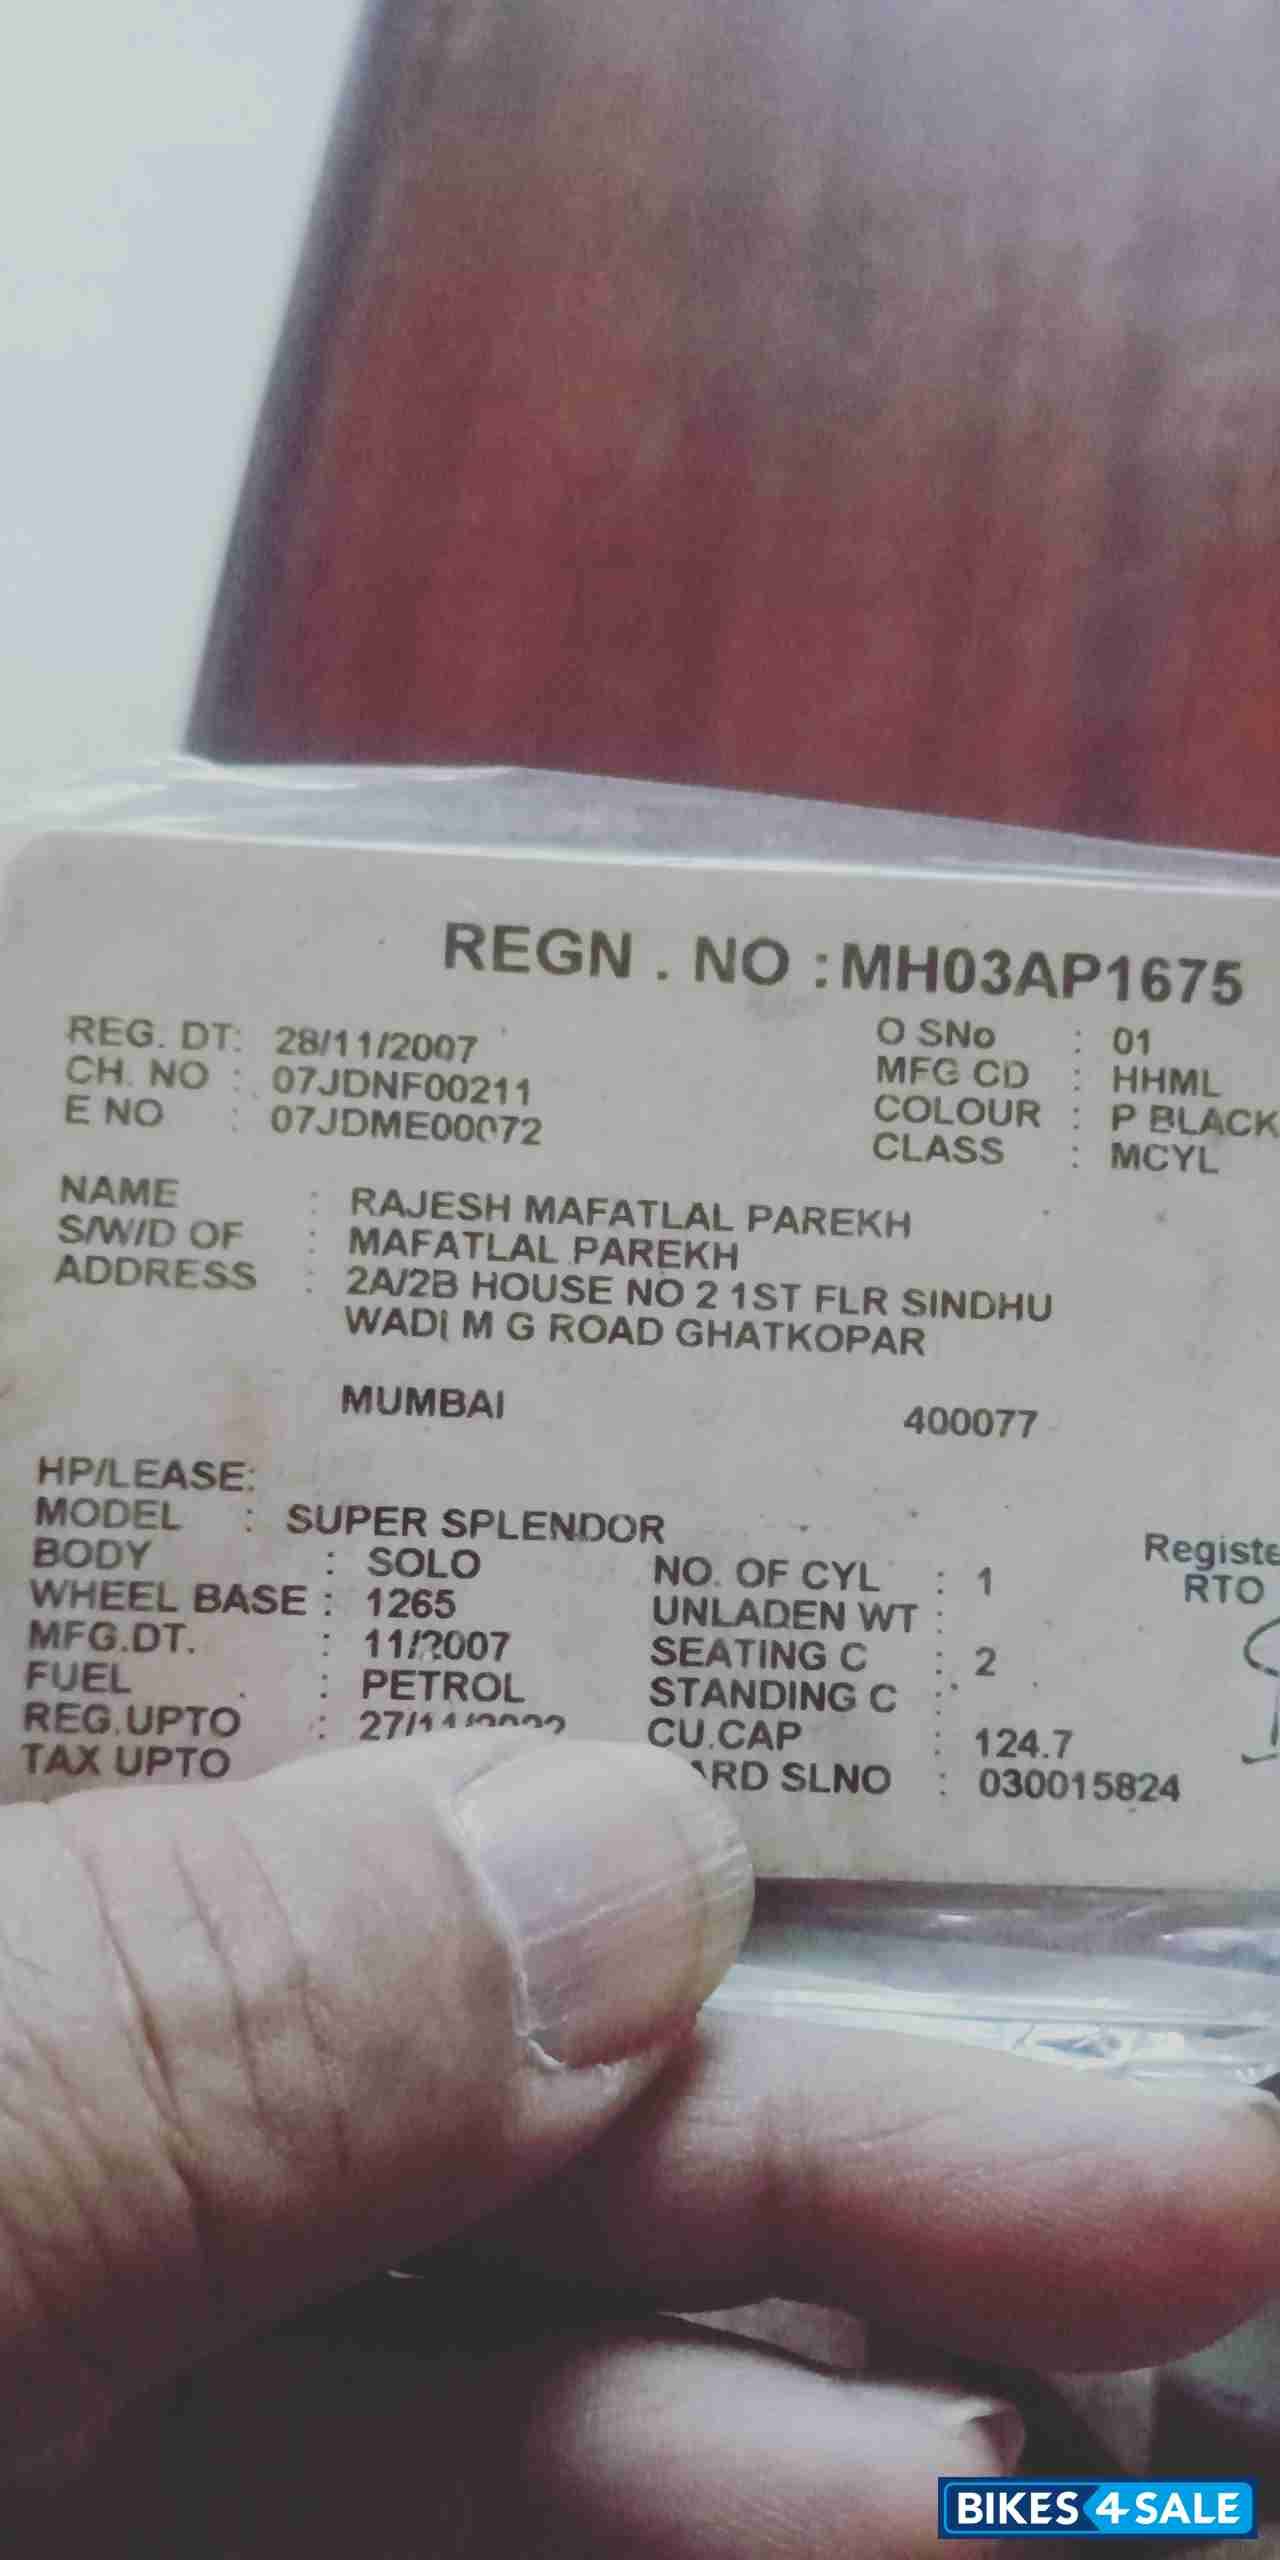 REGN . NO : MH03AP1675
REG. DT: 28/11/2007 O SNo : 01
CH. NO : 07JDNF00211 MFG CD : HHML
E NO : 07JDME00072 COLOUR : P BLACK
CLASS : MCYL
NAME : RAJESH MAFATLAL PAREKH
S/W/D OF : MAFATLAL PAREKH
ADDRESS : 2A/2B HOUSE NO 2 1ST FLR SINDHU
WADI M G ROAD GHATKOPAR
MUMBAI 400077
HP/LEASE:
MODEL : SUPER SPLENDOR
BODY : SOLO NO. OF CYL : 1
WHEEL BASE : 1265 UNLADEN WT :
MFG.DT. : 11/2007 SEATING C : 2
FUEL : PETROL STANDING C :
REG.UPTO : CU.CAP : 124.7
TAX UPTO ARD SLNO : 030015824
Registe
RTO
BIKES4SALE